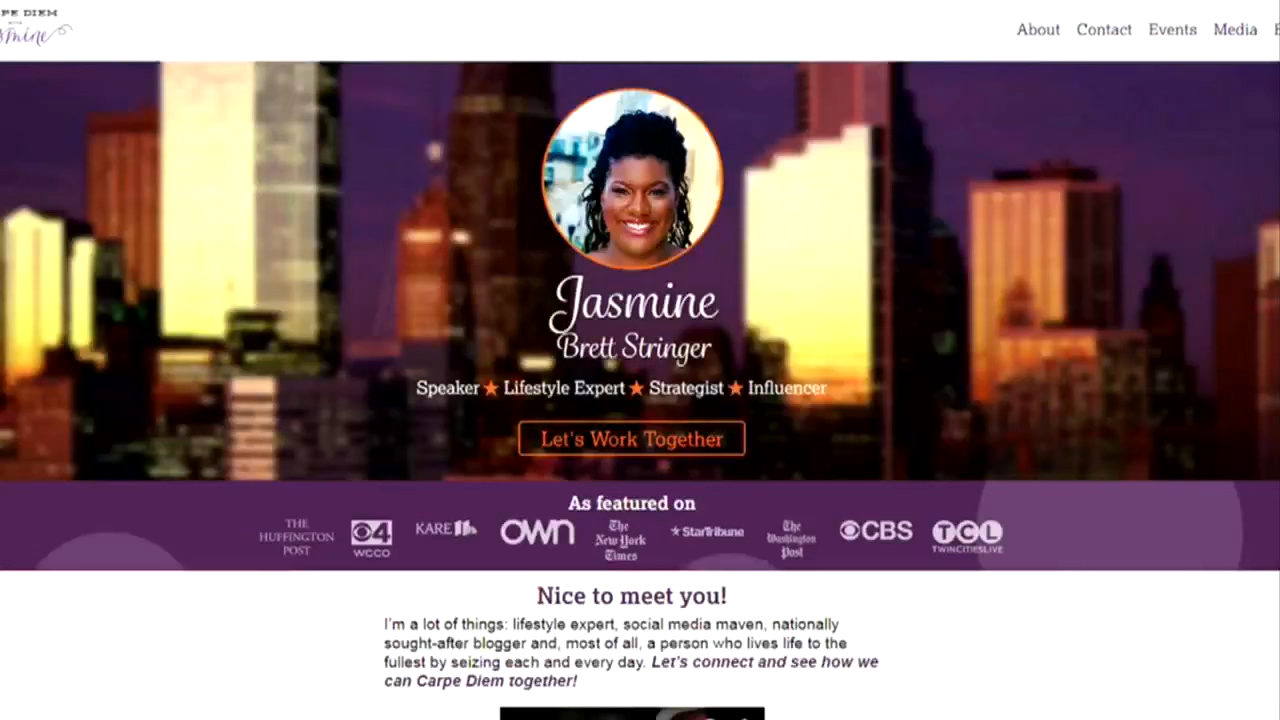 PE DIEM
About Contact Events Media
Jasmine
Brett Stringer
Speaker ★ Lifestyle Expert ★ Strategist ★ Influencer
Let's Work Together
As featured on
THE HUFFINGTON POST
4 WCCO
KARE 11
OWN
The New York Times
StarTribune
The Washington Post
CBS
TCL TWINCITIESLIVE
Nice to meet you!
I'm a lot of things: lifestyle expert, social media maven, nationally
sought-after blogger and, most of all, a person who lives life to the
fullest by seizing each and every day. Let's connect and see how we
can Carpe Diem together!